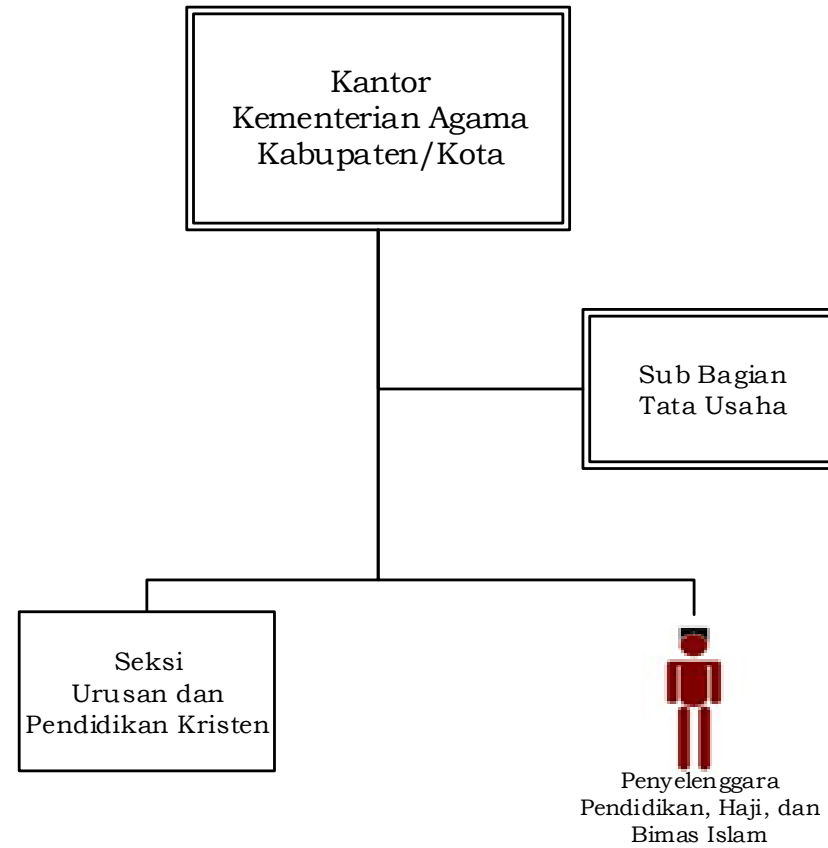 Kantor
Kementerian Agama
Kabupaten/Kota
Sub Bagian
Tata Usaha
Seksi
Urusan dan
Pendidikan Kristen
Penyelenggara
Pendidikan, Haji, dan
Bimas Islam